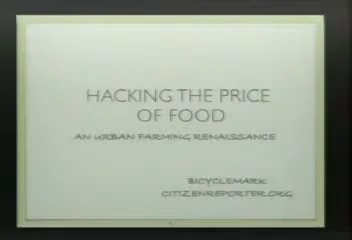 HACKING THE PRICE
OF FOOD
AN URBAN FARMING RENAISSANCE
BICYCLEMARK
CITIZENREPORTER.ORG